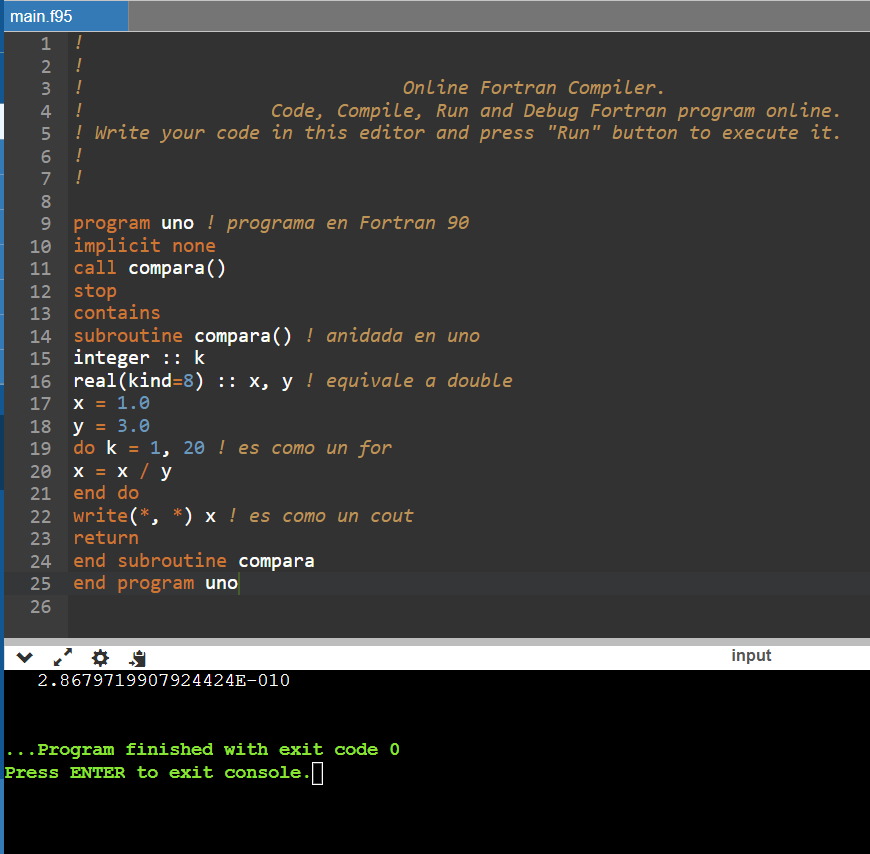 main.f95
1 !
2 !
3 ! Online Fortran Compiler.
4 ! Code, Compile, Run and Debug Fortran program online.
5 ! Write your code in this editor and press "Run" button to execute it.
6 !
7 !
8
9 program uno ! programa en Fortran 90
10 implicit none
11 call compara()
12 stop
13 contains
14 subroutine compara() ! anidada en uno
15 integer :: k
16 real(kind=8) :: x, y ! equivale a double
17 x = 1.0
18 y = 3.0
19 do k = 1, 20 ! es como un for
20 x = x / y
21 end do
22 write(*, *) x ! es como un cout
23 return
24 end subroutine compara
25 end program uno
26
input
2.8679719907924424E-010
...Program finished with exit code 0
Press ENTER to exit console.